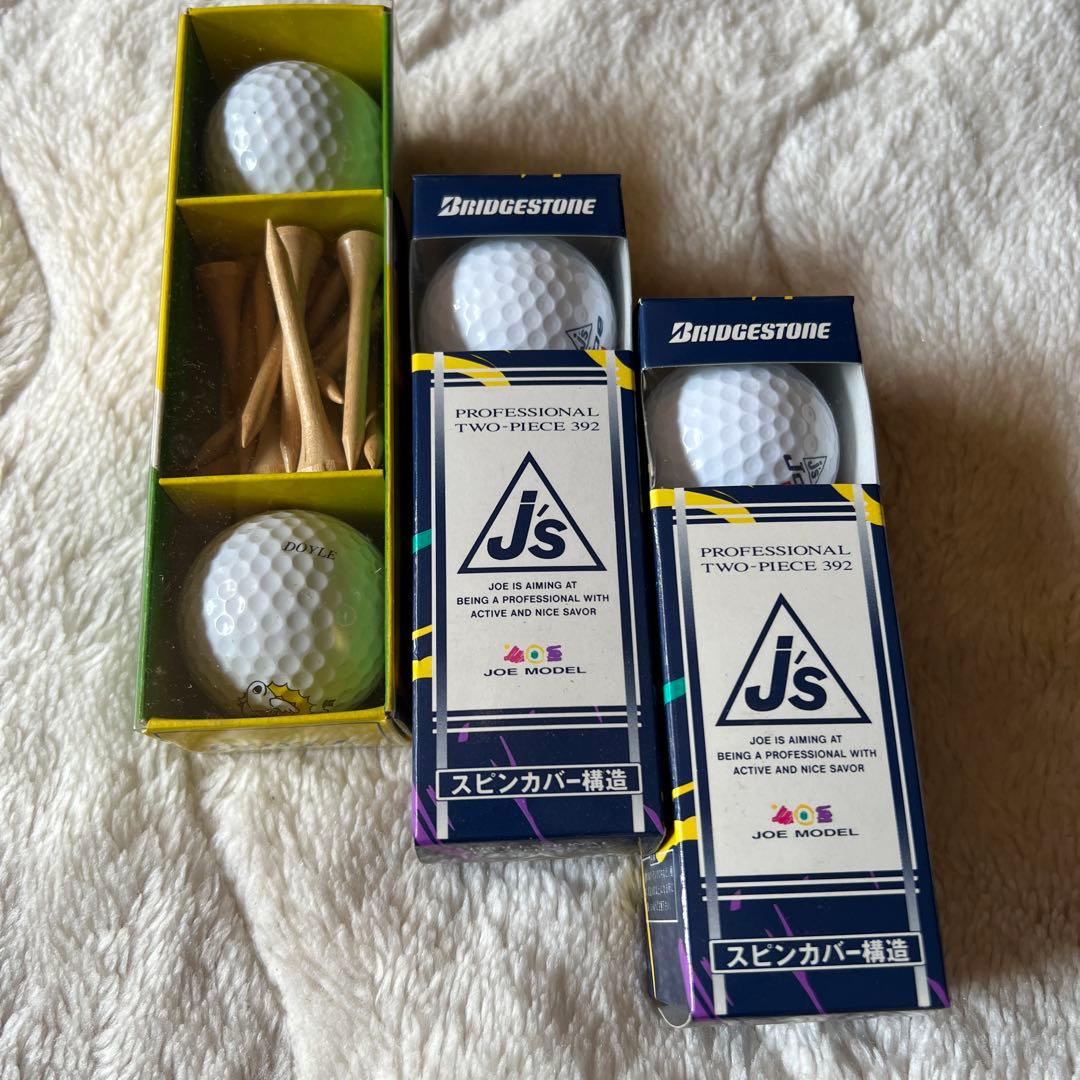 DOYLE
BRIDGESTONE
j's
PROFESSIONAL
TWO-PIECE 392
j's
JOE IS AIMING AT
BEING A PROFESSIONAL WITH
ACTIVE AND NICE SAVOR
JOE MODEL
スピンカバー構造
BRIDGESTONE
j's
PROFESSIONAL
TWO-PIECE 392
j's
JOE IS AIMING AT
BEING A PROFESSIONAL WITH
ACTIVE AND NICE SAVOR
JOE MODEL
スピンカバー構造